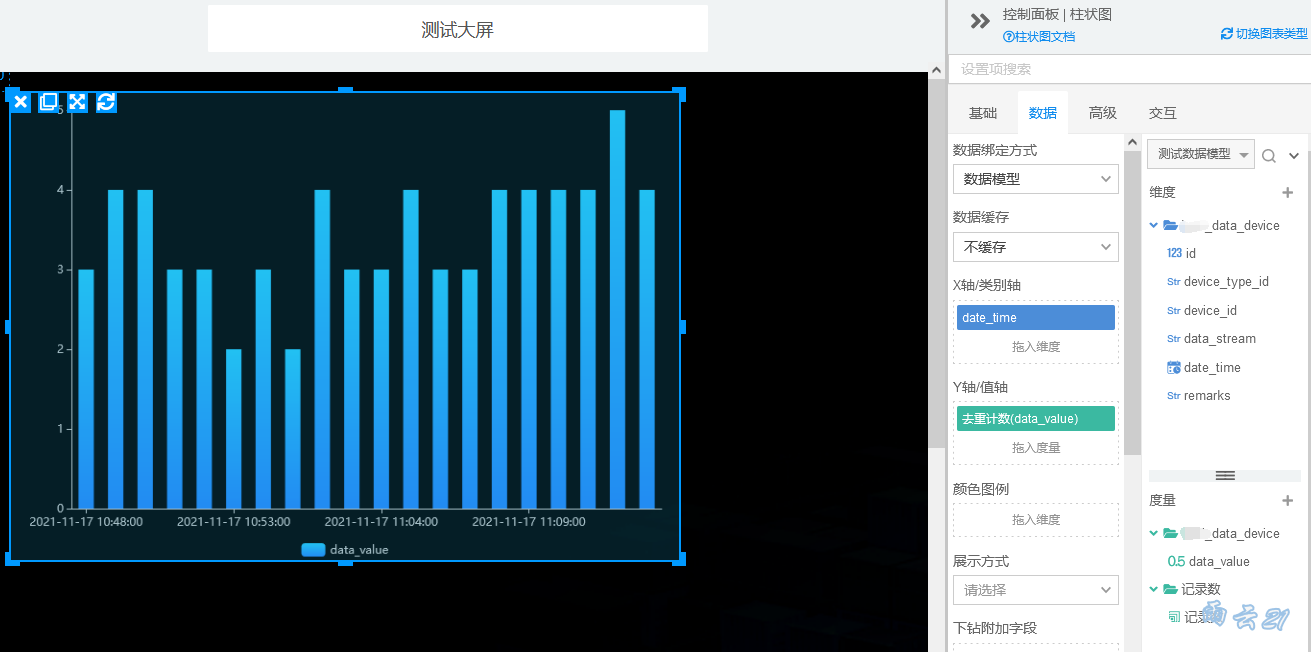 测试大屏
5
4
3
2
1
0
2021-11-17 10:48:00
2021-11-17 10:53:00
2021-11-17 11:04:00
2021-11-17 11:09:00
data_value
控制面板 | 柱状图
柱状图文档
切换图表类型
设置项搜索
基础
数据
高级
交互
数据绑定方式
数据模型
数据缓存
不缓存
X轴/类别轴
date_time
拖入维度
Y轴/值轴
去重计数(data_value)
拖入度量
颜色图例
拖入维度
展示方式
请选择
下钻附加字段
测试数据模型
维度
_data_device
123 id
Str device_type_id
Str device_id
Str data_stream
date_time
Str remarks
度量
_data_device
0.5 data_value
记录数
记录
雨云21